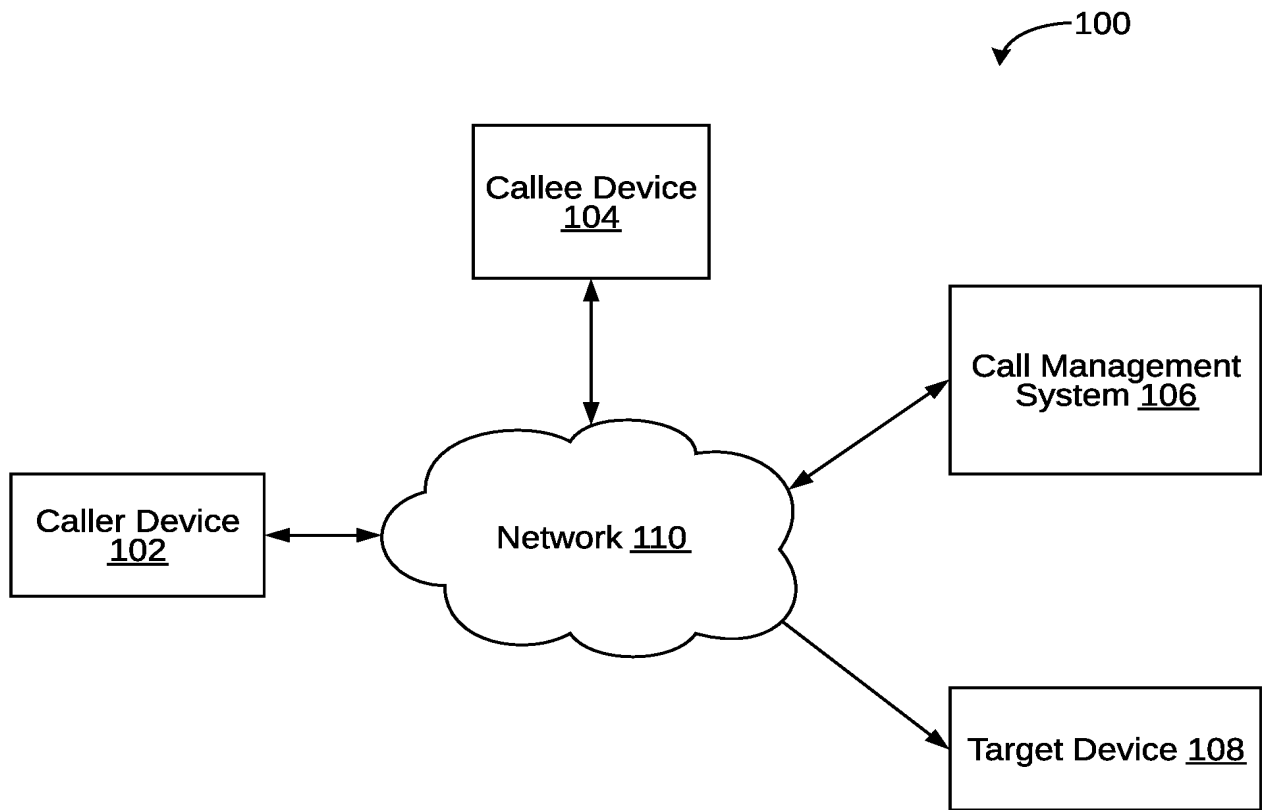 100
Callee Device
104
Call Management
System 106
Caller Device
102
Network 110
Target Device 108